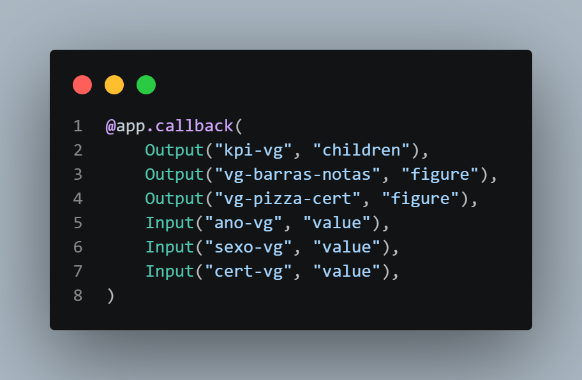 1 @app.callback(
2     Output("kpi-vg", "children"),
3     Output("vg-barras-notas", "figure"),
4     Output("vg-pizza-cert", "figure"),
5     Input("ano-vg", "value"),
6     Input("sexo-vg", "value"),
7     Input("cert-vg", "value"),
8 )